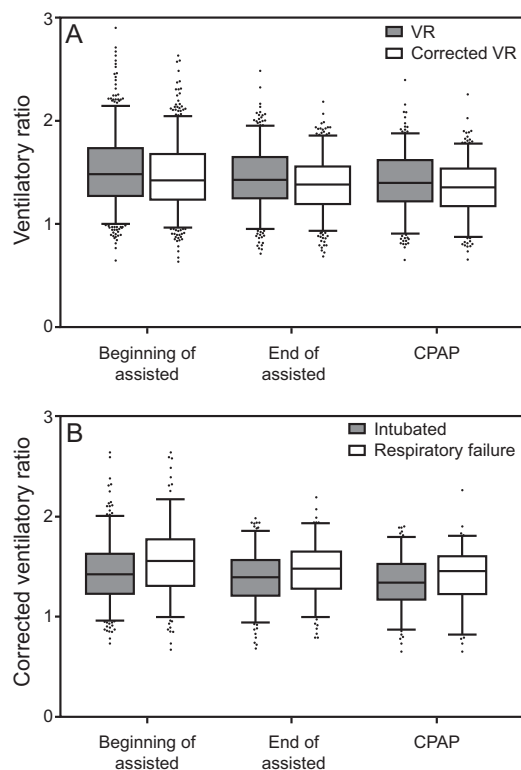 A
VR
Corrected VR
Ventilatory ratio
3
2
1
0
Beginning of
assisted
End of
assisted
CPAP
B
Intubated
Respiratory failure
Corrected ventilatory ratio
3
2
1
0
Beginning of
assisted
End of
assisted
CPAP